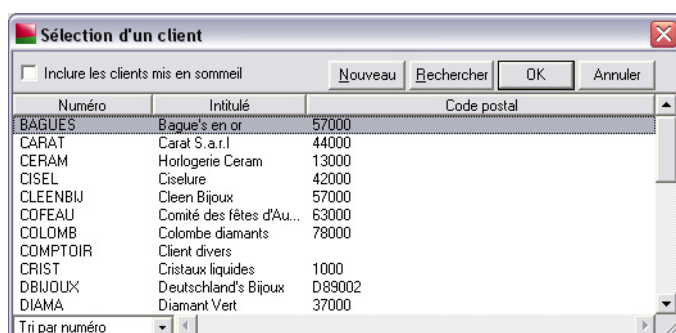 Sélection d'un client
Inclure les clients mis en sommeil Nouveau Rechercher OK Annuler
Numéro Intitulé Code postal
BAGUES Bague's en or 57000
CARAT Carat S.a.r.l 44000
CERAM Horlogerie Ceram 13000
CISEL Ciselure 42000
CLEENBIJ Cleen Bijoux 57000
COFEAU Comité des fêtes d'Au... 63000
COLOMB Colombe diamants 78000
COMPTOIR Client divers
CRIST Cristaux liquides 1000
DBIJOUX Deutschland's Bijoux D89002
DIAMA Diamant Vert 37000
Tri par numéro